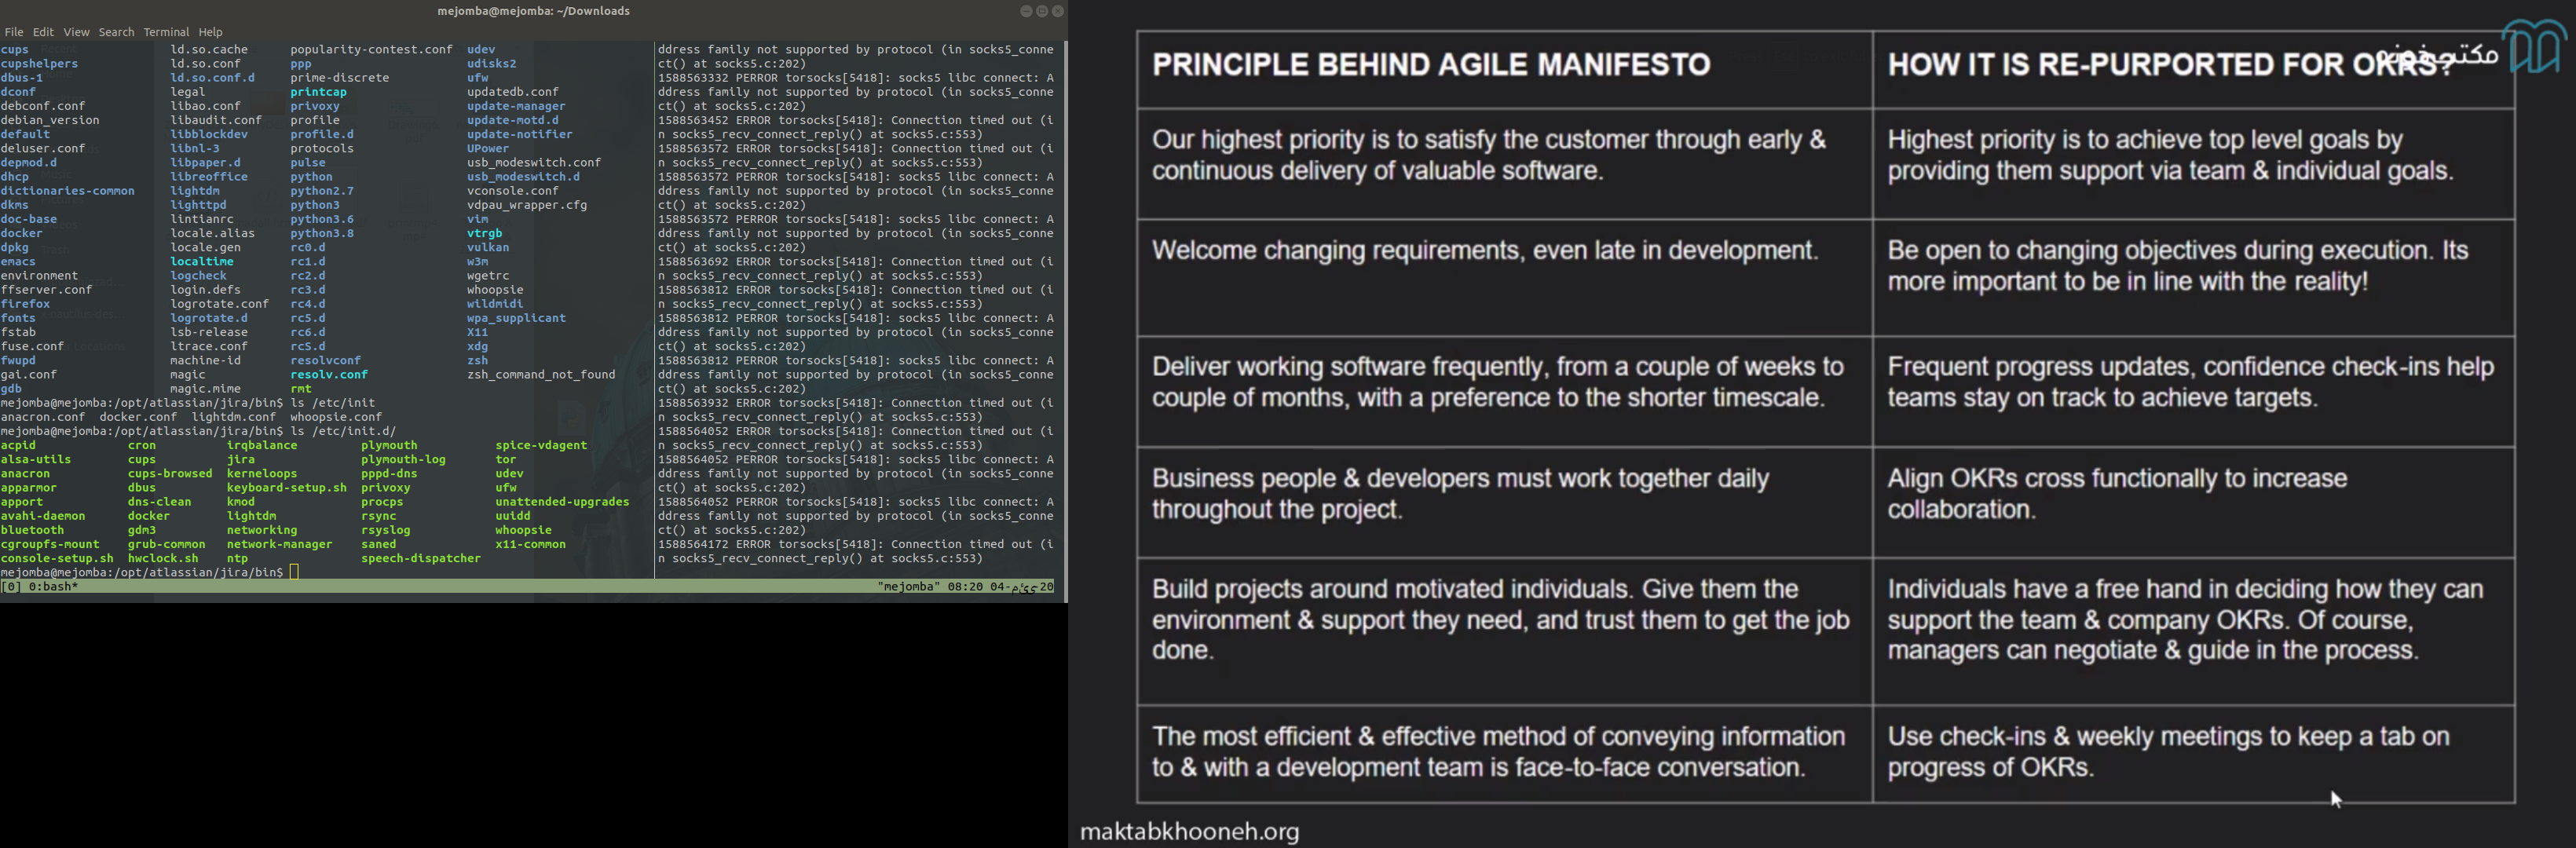 mejomba@mejomba: ~/Downloads
File Edit View Search Terminal Help
cups ld.so.cache popularity-contest.conf udev
cupshelpers ld.so.conf ppp udisks2
dbus-1 ld.so.conf.d prime-discrete ufw
dconf legal printcap updatedb.conf
debconf.conf libao.conf privoxy update-manager
debian_version libaudit.conf profile update-motd.d
default libblockdev profile.d update-notifier
deluser.conf libnl-3 protocols UPower
depmod.d libpaper.d pulse usb_modeswitch.conf
dhcp libreoffice python usb_modeswitch.d
dictionaries-common lightdm python2.7 vconsole.conf
dkms lighttpd python3 vdpau_wrapper.cfg
doc-base lintianrc python3.6 vim
docker locale.alias python3.8 vtrgb
dpkg locale.gen rc0.d vulkan
emacs localtime rc1.d w3m
environment logcheck rc2.d wgetrc
ffserver.conf login.defs rc3.d whoopsie
firefox logrotate.conf rc4.d wildmidi
fonts logrotate.d rc5.d wpa_supplicant
fstab lsb-release rc6.d X11
fuse.conf ltrace.conf rcS.d xdg
fwupd machine-id resolvconf zsh
gai.conf magic resolv.conf zsh_command_not_found
gdb magic.mime rmt
mejomba@mejomba:/opt/atlassian/jira/bin$ ls /etc/init
anacron.conf docker.conf lightdm.conf whoopsie.conf
mejomba@mejomba:/opt/atlassian/jira/bin$ ls /etc/init.d/
acpid cron irqbalance plymouth spice-vdagent
alsa-utils cups jira plymouth-log tor
anacron cups-browsed kerneloops pppd-dns udev
apparmor dbus keyboard-setup.sh privoxy ufw
apport dns-clean kmod procps unattended-upgrades
avahi-daemon docker lightdm rsync uuidd
bluetooth gdm3 networking rsyslog whoopsie
cgroupfs-mount grub-common network-manager saned x11-common
console-setup.sh hwclock.sh ntp speech-dispatcher
mejomba@mejomba:/opt/atlassian/jira/bin$
ddress family not supported by protocol (in socks5_conne
ct() at socks5.c:202)
1588563332 PERROR torsocks[5418]: socks5 libc connect: A
ddress family not supported by protocol (in socks5_conne
ct() at socks5.c:202)
1588563452 ERROR torsocks[5418]: Connection timed out (i
n socks5_recv_connect_reply() at socks5.c:553)
1588563572 ERROR torsocks[5418]: Connection timed out (i
n socks5_recv_connect_reply() at socks5.c:553)
1588563572 PERROR torsocks[5418]: socks5 libc connect: A
ddress family not supported by protocol (in socks5_conne
ct() at socks5.c:202)
1588563572 PERROR torsocks[5418]: socks5 libc connect: A
ddress family not supported by protocol (in socks5_conne
ct() at socks5.c:202)
1588563692 ERROR torsocks[5418]: Connection timed out (i
n socks5_recv_connect_reply() at socks5.c:553)
1588563812 ERROR torsocks[5418]: Connection timed out (i
n socks5_recv_connect_reply() at socks5.c:553)
1588563812 PERROR torsocks[5418]: socks5 libc connect: A
ddress family not supported by protocol (in socks5_conne
ct() at socks5.c:202)
1588563812 PERROR torsocks[5418]: socks5 libc connect: A
ddress family not supported by protocol (in socks5_conne
ct() at socks5.c:202)
1588563932 ERROR torsocks[5418]: Connection timed out (i
n socks5_recv_connect_reply() at socks5.c:553)
1588564052 ERROR torsocks[5418]: Connection timed out (i
n socks5_recv_connect_reply() at socks5.c:553)
1588564052 PERROR torsocks[5418]: socks5 libc connect: A
ddress family not supported by protocol (in socks5_conne
ct() at socks5.c:202)
1588564052 PERROR torsocks[5418]: socks5 libc connect: A
ddress family not supported by protocol (in socks5_conne
ct() at socks5.c:202)
1588564172 ERROR torsocks[5418]: Connection timed out (i
n socks5_recv_connect_reply() at socks5.c:553)
[0] 0:bash* "mejomba" 08:20 04-مـیئ-20
مکتب‌خونه
PRINCIPLE BEHIND AGILE MANIFESTO
HOW IT IS RE-PURPORTED FOR OKRS?
Our highest priority is to satisfy the customer through early &
continuous delivery of valuable software.
Highest priority is to achieve top level goals by
providing them support via team & individual goals.
Welcome changing requirements, even late in development.
Be open to changing objectives during execution. Its
more important to be in line with the reality!
Deliver working software frequently, from a couple of weeks to
couple of months, with a preference to the shorter timescale.
Frequent progress updates, confidence check-ins help
teams stay on track to achieve targets.
Business people & developers must work together daily
throughout the project.
Align OKRs cross functionally to increase
collaboration.
Build projects around motivated individuals. Give them the
environment & support they need, and trust them to get the job
done.
Individuals have a free hand in deciding how they can
support the team & company OKRs. Of course,
managers can negotiate & guide in the process.
The most efficient & effective method of conveying information
to & with a development team is face-to-face conversation.
Use check-ins & weekly meetings to keep a tab on
progress of OKRs.
maktabkhooneh.org